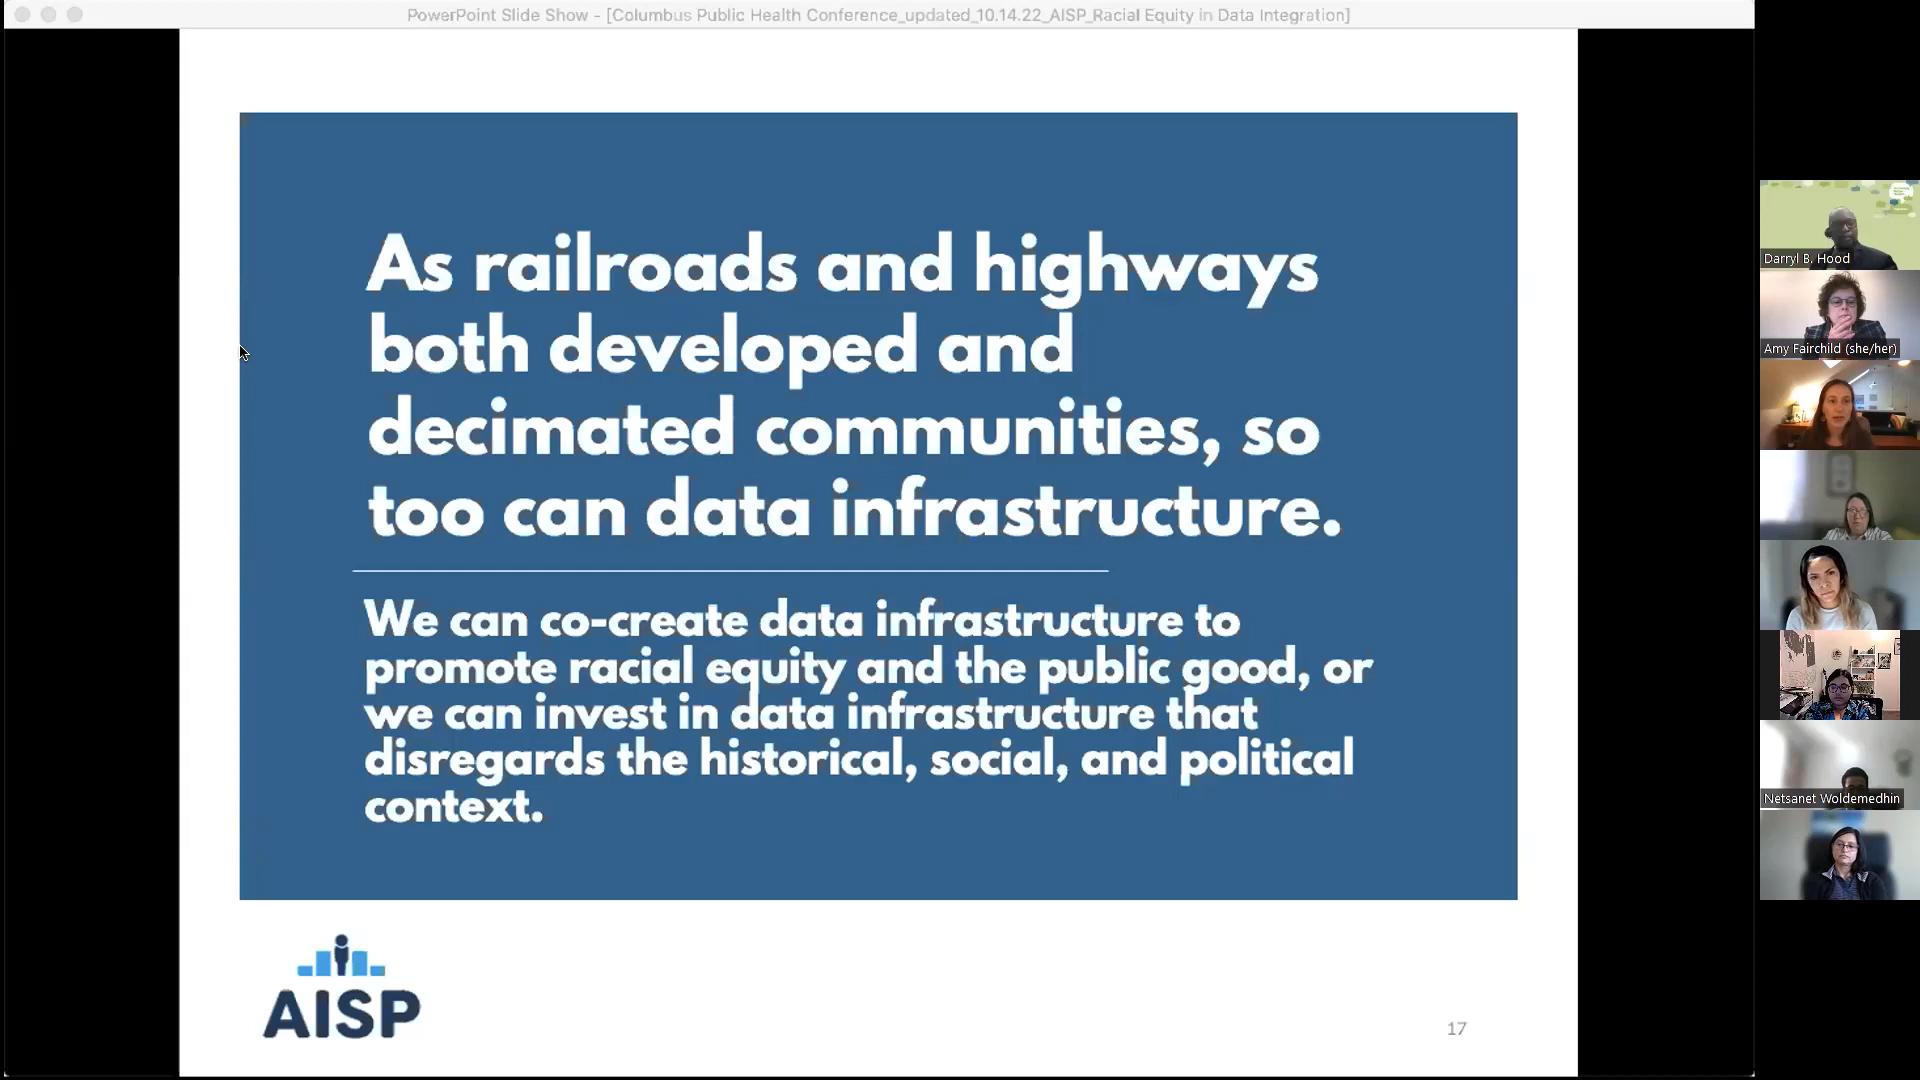 PowerPoint Slide Show - [Columbus Public Health Conference_updated_10.14.22_AISP_Racial Equity in Data Integration]
As railroads and highways
both developed and
decimated communities, so
too can data infrastructure.
We can co-create data infrastructure to
promote racial equity and the public good, or
we can invest in data infrastructure that
disregards the historical, social, and political
context.
AISP
17
Darryl B. Hood
Amy Fairchild (she/her)
Netsanet Woldemedhin